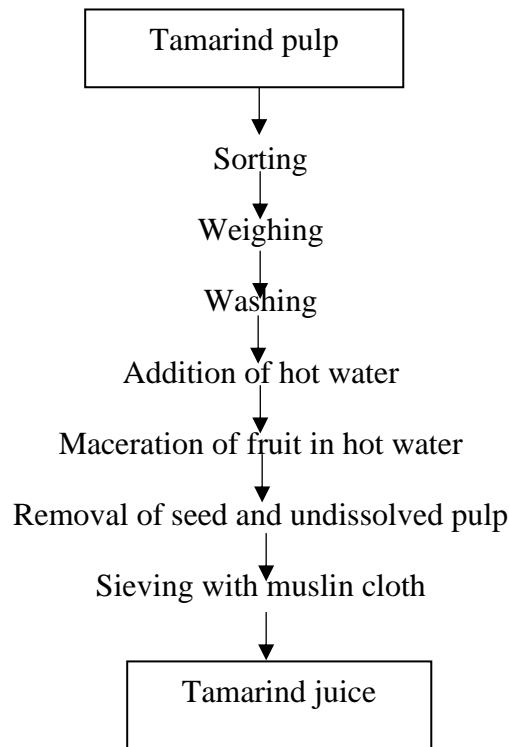 Tamarind pulp
Sorting
Weighing
Washing
Addition of hot water
Maceration of fruit in hot water
Removal of seed and undissolved pulp
Sieving with muslin cloth
Tamarind juice